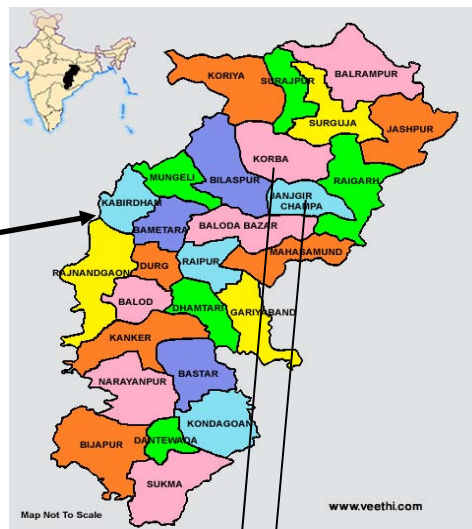 KORIYA
SURAJPUR
BALRAMPUR
SURGUJA
JASHPUR
KORBA
MUNGELI
BILASPUR
RAIGARH
KABIRDHAM
JANJGIR
CHAMPA
BAMETARA
BALODA BAZAR
RAJNANDGAON
DURG
RAIPUR
MAHASAMUND
BALOD
DHAMTARI
GARIYABAND
KANKER
BASTAR
NARAYANPUR
KONDAGOAN
BIJAPUR
DANTEWADA
SUKMA
Map Not To Scale
www.veethi.com